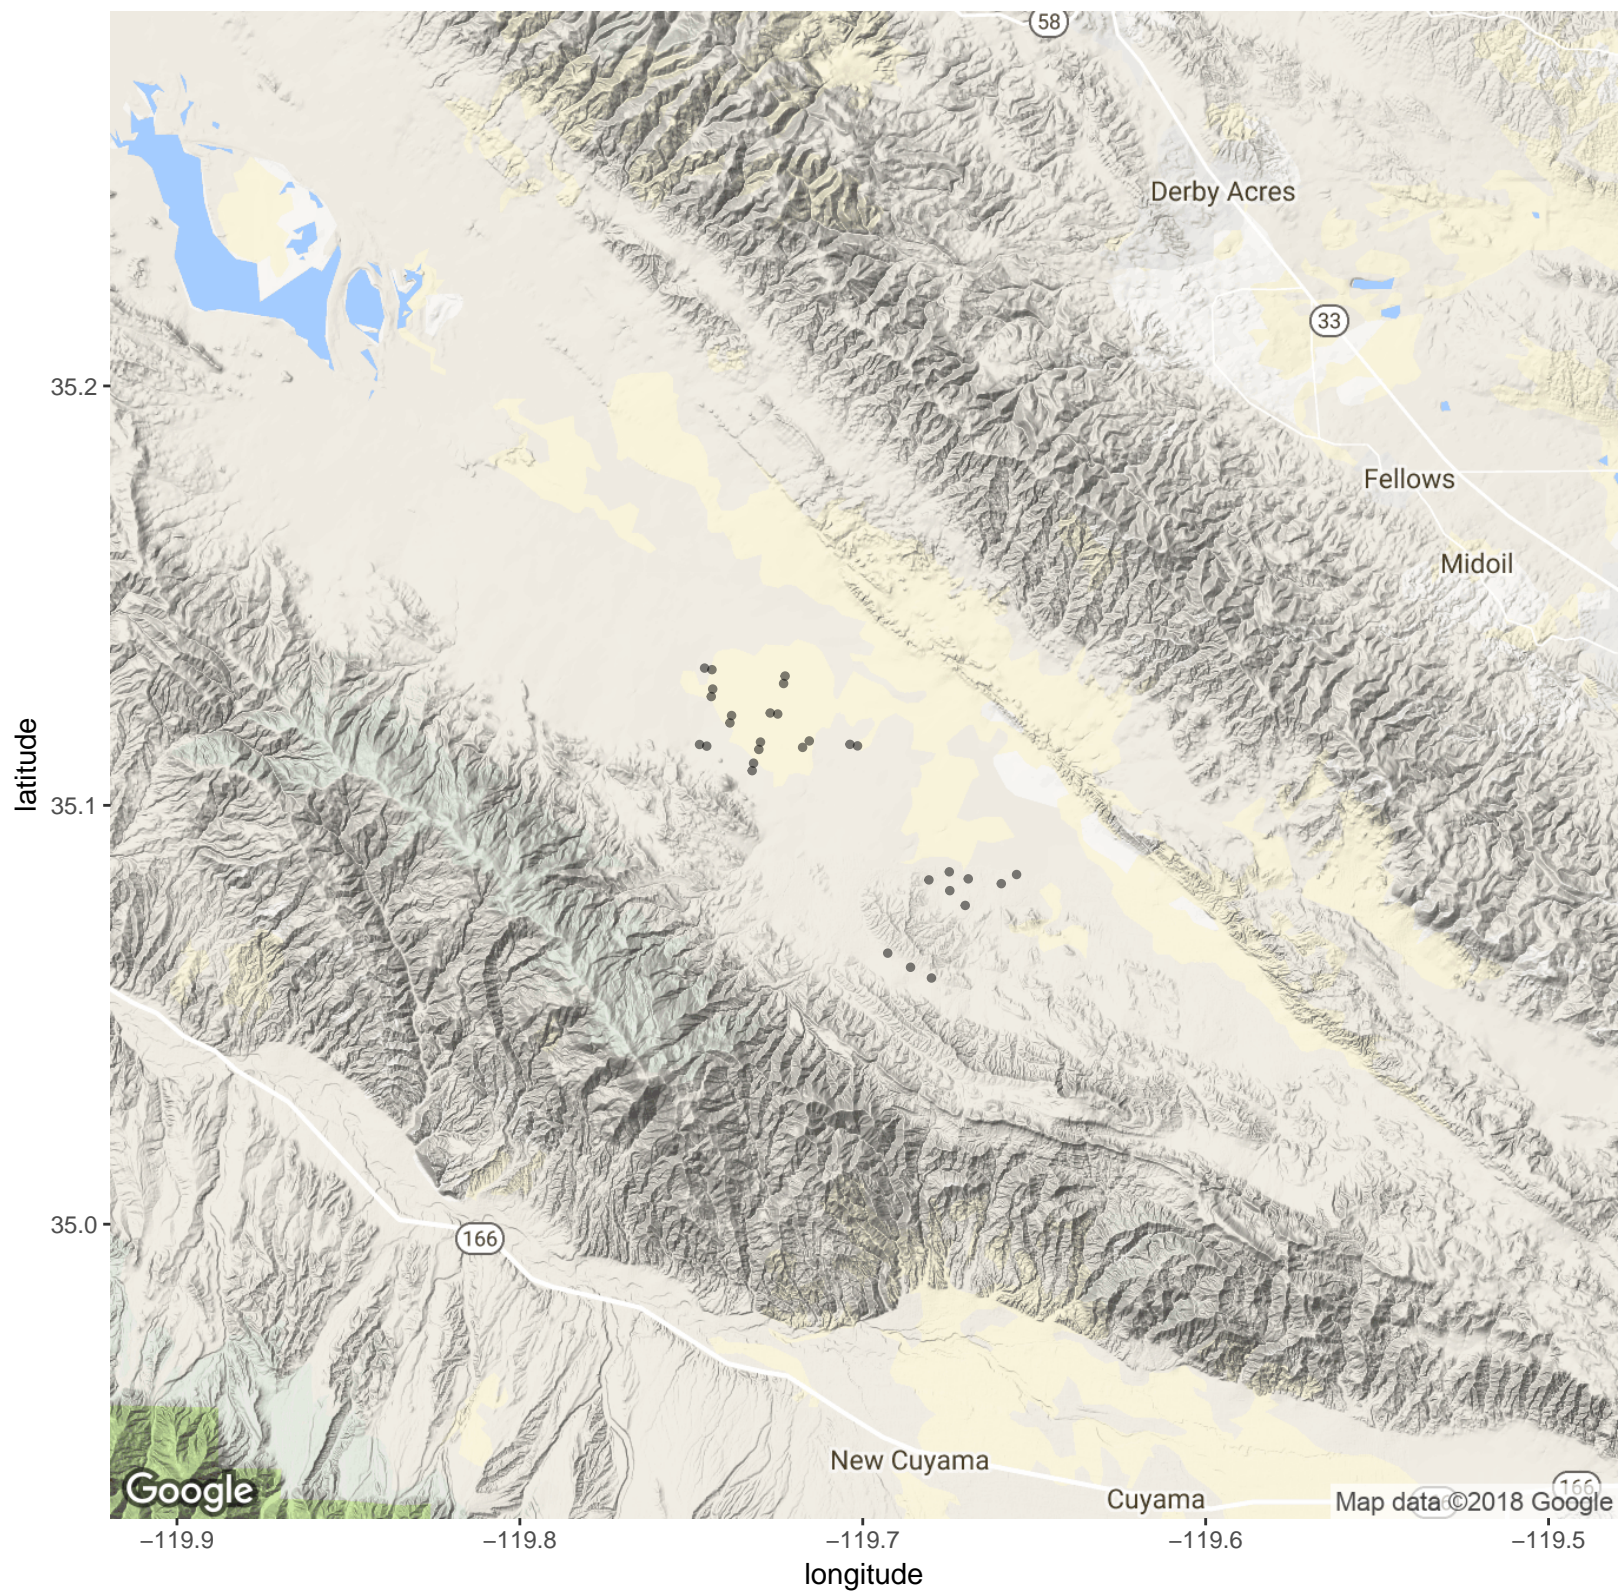 58
Derby Acres
33
35.2
Fellows
Midoil
latitude
35.1
35.0
166
New Cuyama
Google
Cuyama
166
Map data ©2018 Google
−119.9
−119.8
−119.7
−119.6
−119.5
longitude